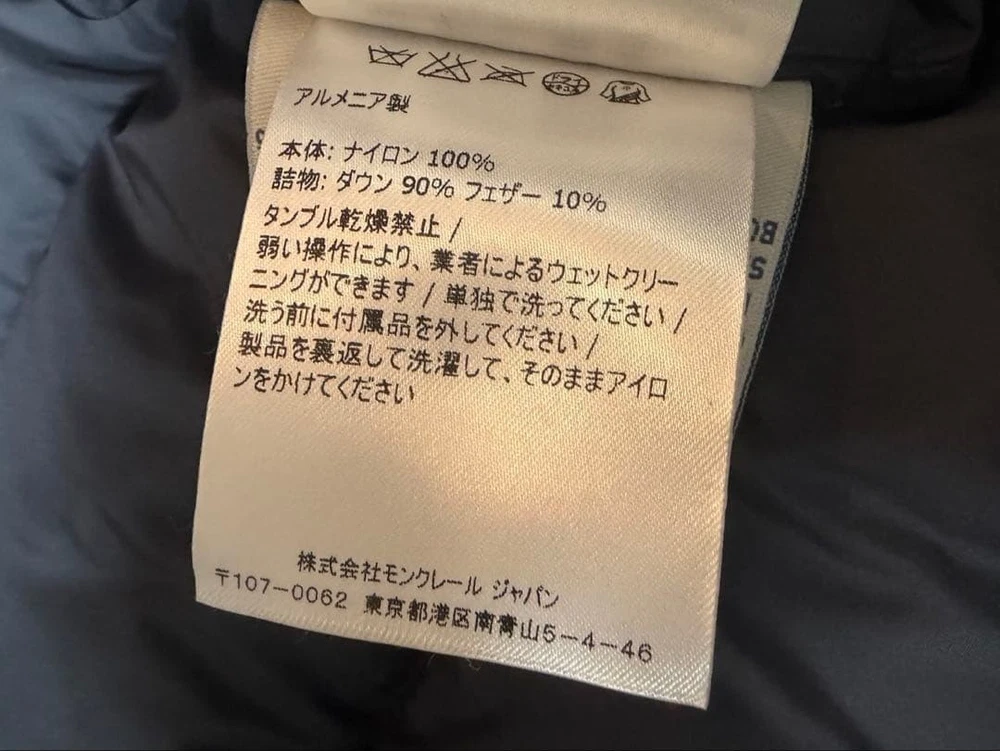 アルメニア製
本体: ナイロン 100%
詰物: ダウン 90% フェザー 10%
タンブル乾燥禁止 /
弱い操作により、業者によるウェットクリー
ニングができます / 単独で洗ってください /
洗う前に付属品を外してください /
製品を裏返して洗濯して、そのままアイロ
ンをかけてください
株式会社モンクレール ジャパン
〒107-0062 東京都港区南青山5-4-46